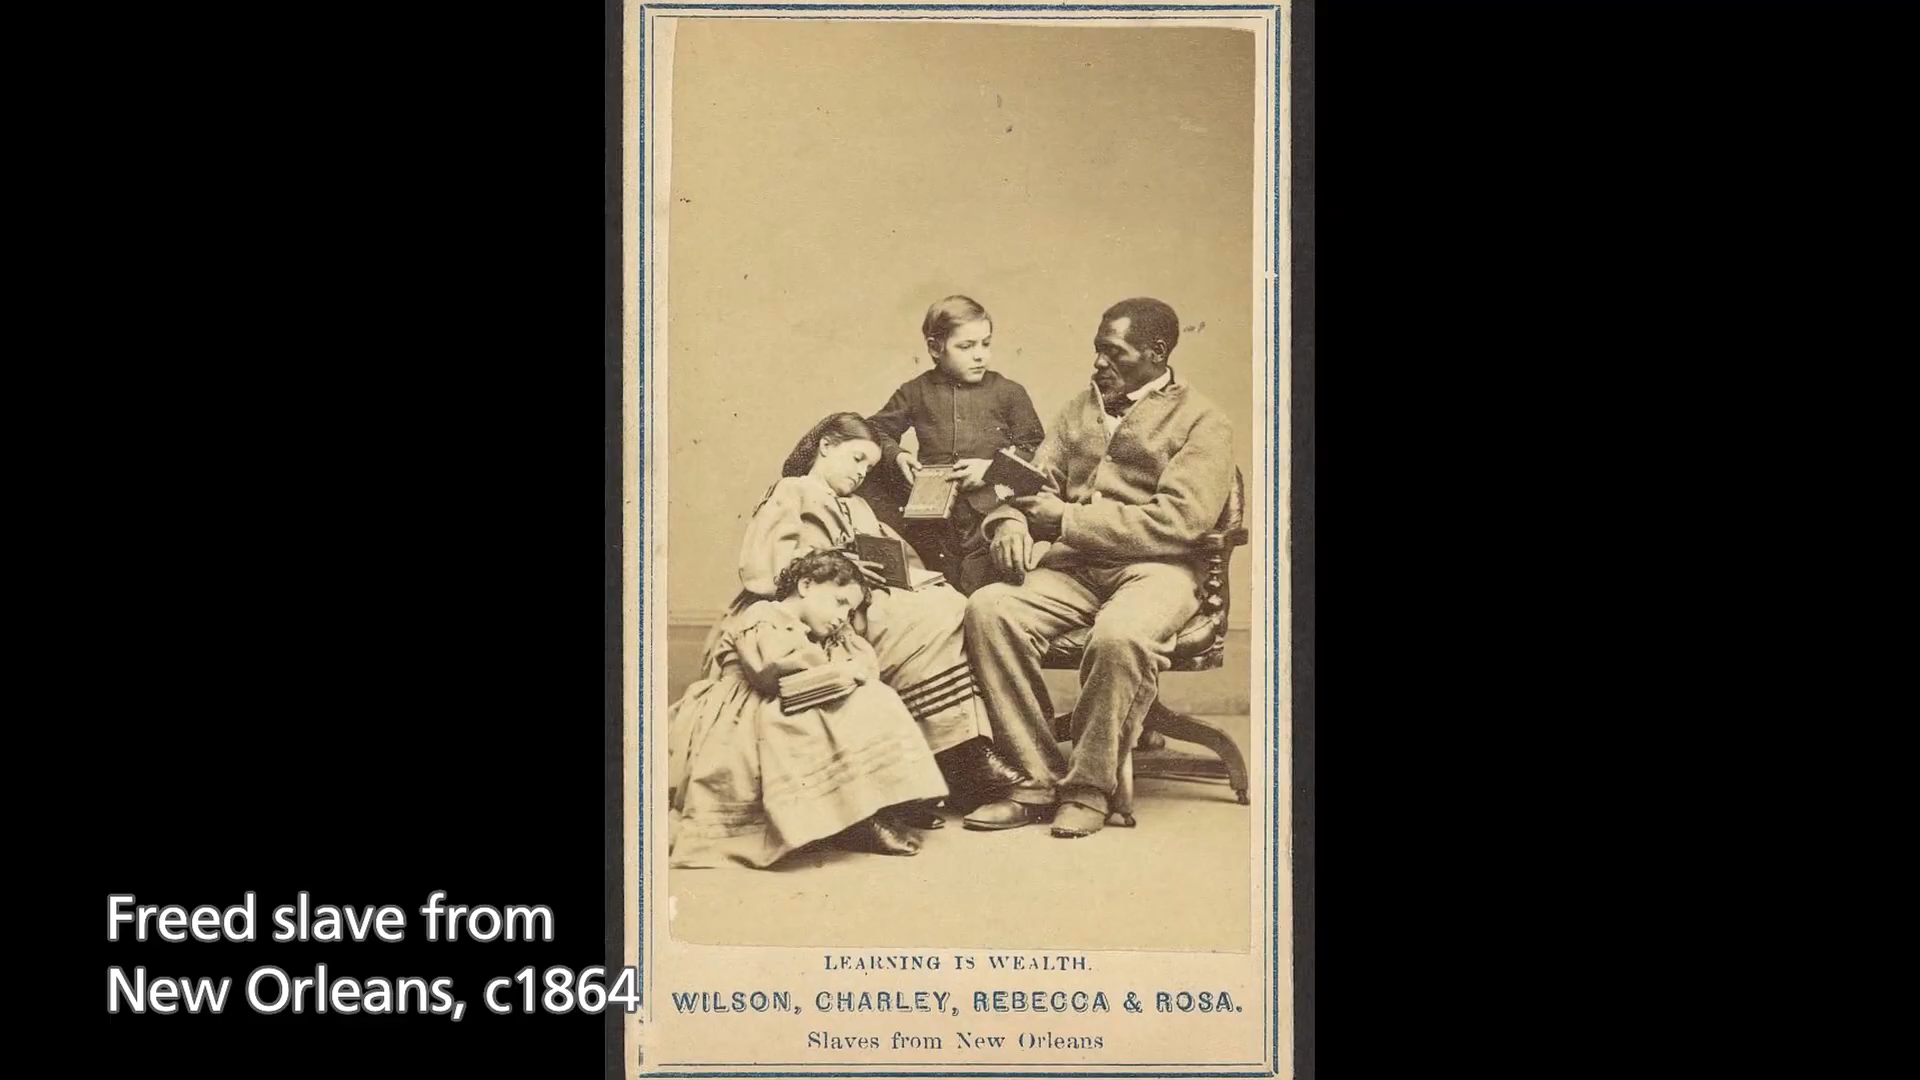 Freed slave from
New Orleans, c1864
LEARNING IS WEALTH.
WILSON, CHARLEY, REBECCA & ROSA.
Slaves from New Orleans